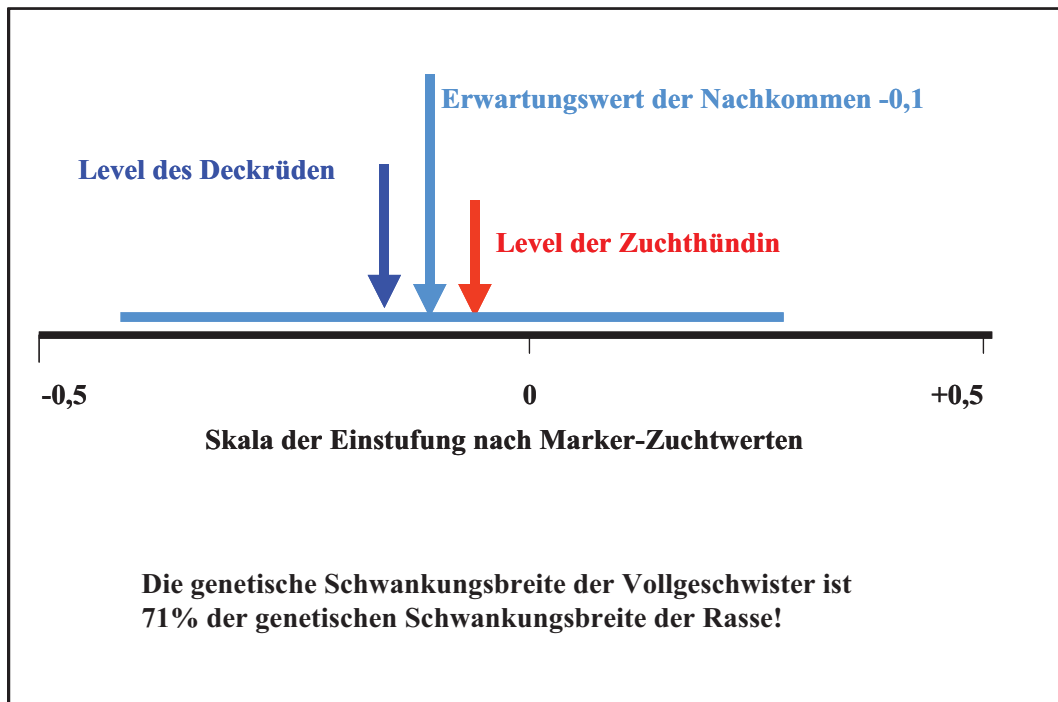 Erwartungswert der Nachkommen -0,1
Level des Deckrüden
Level der Zuchthündin
-0,5 0 +0,5
Skala der Einstufung nach Marker-Zuchtwerten
Die genetische Schwankungsbreite der Vollgeschwister ist
71% der genetischen Schwankungsbreite der Rasse!